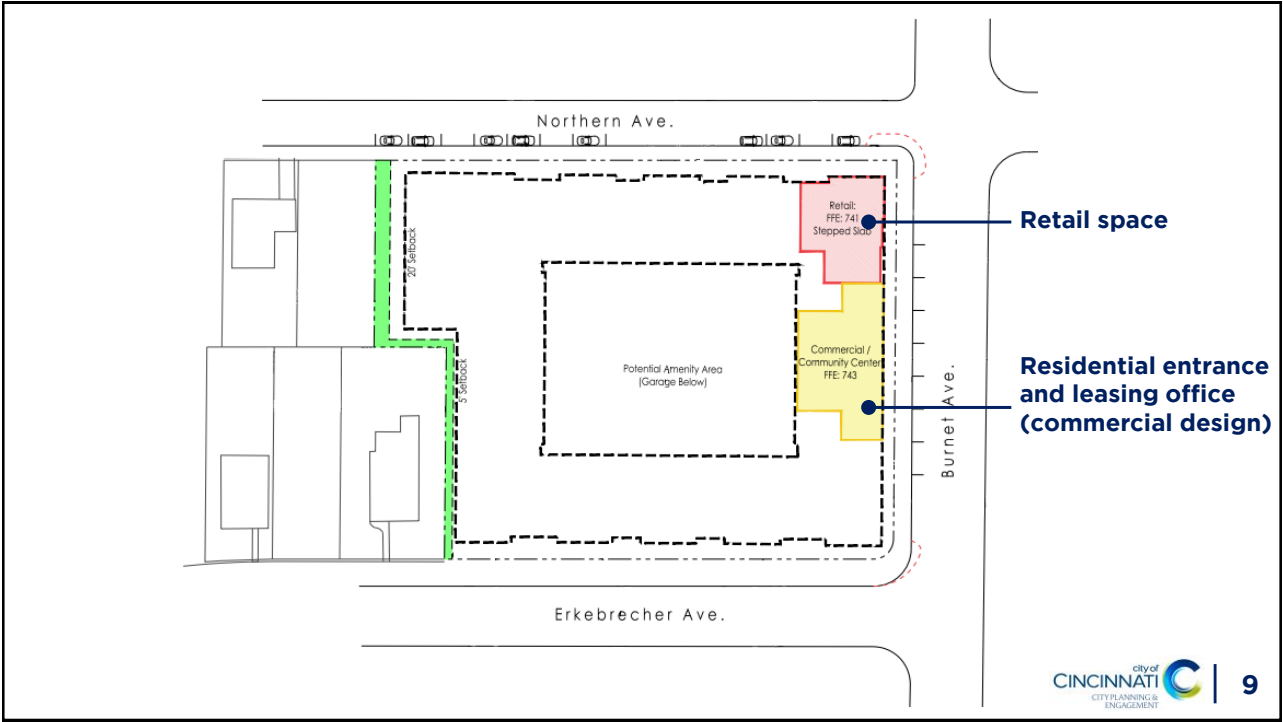 Northern Ave.
Retail:
FFE: 741
Stepped Slab
Retail space
20' Setback
Commercial /
Community Center
FFE: 743
Potential Amenity Area
(Garage Below)
5' Setback
Burnet Ave.
Residential entrance
and leasing office
(commercial design)
Erkebrecher Ave.
city of
CINCINNATI
CITY PLANNING &
ENGAGEMENT
9